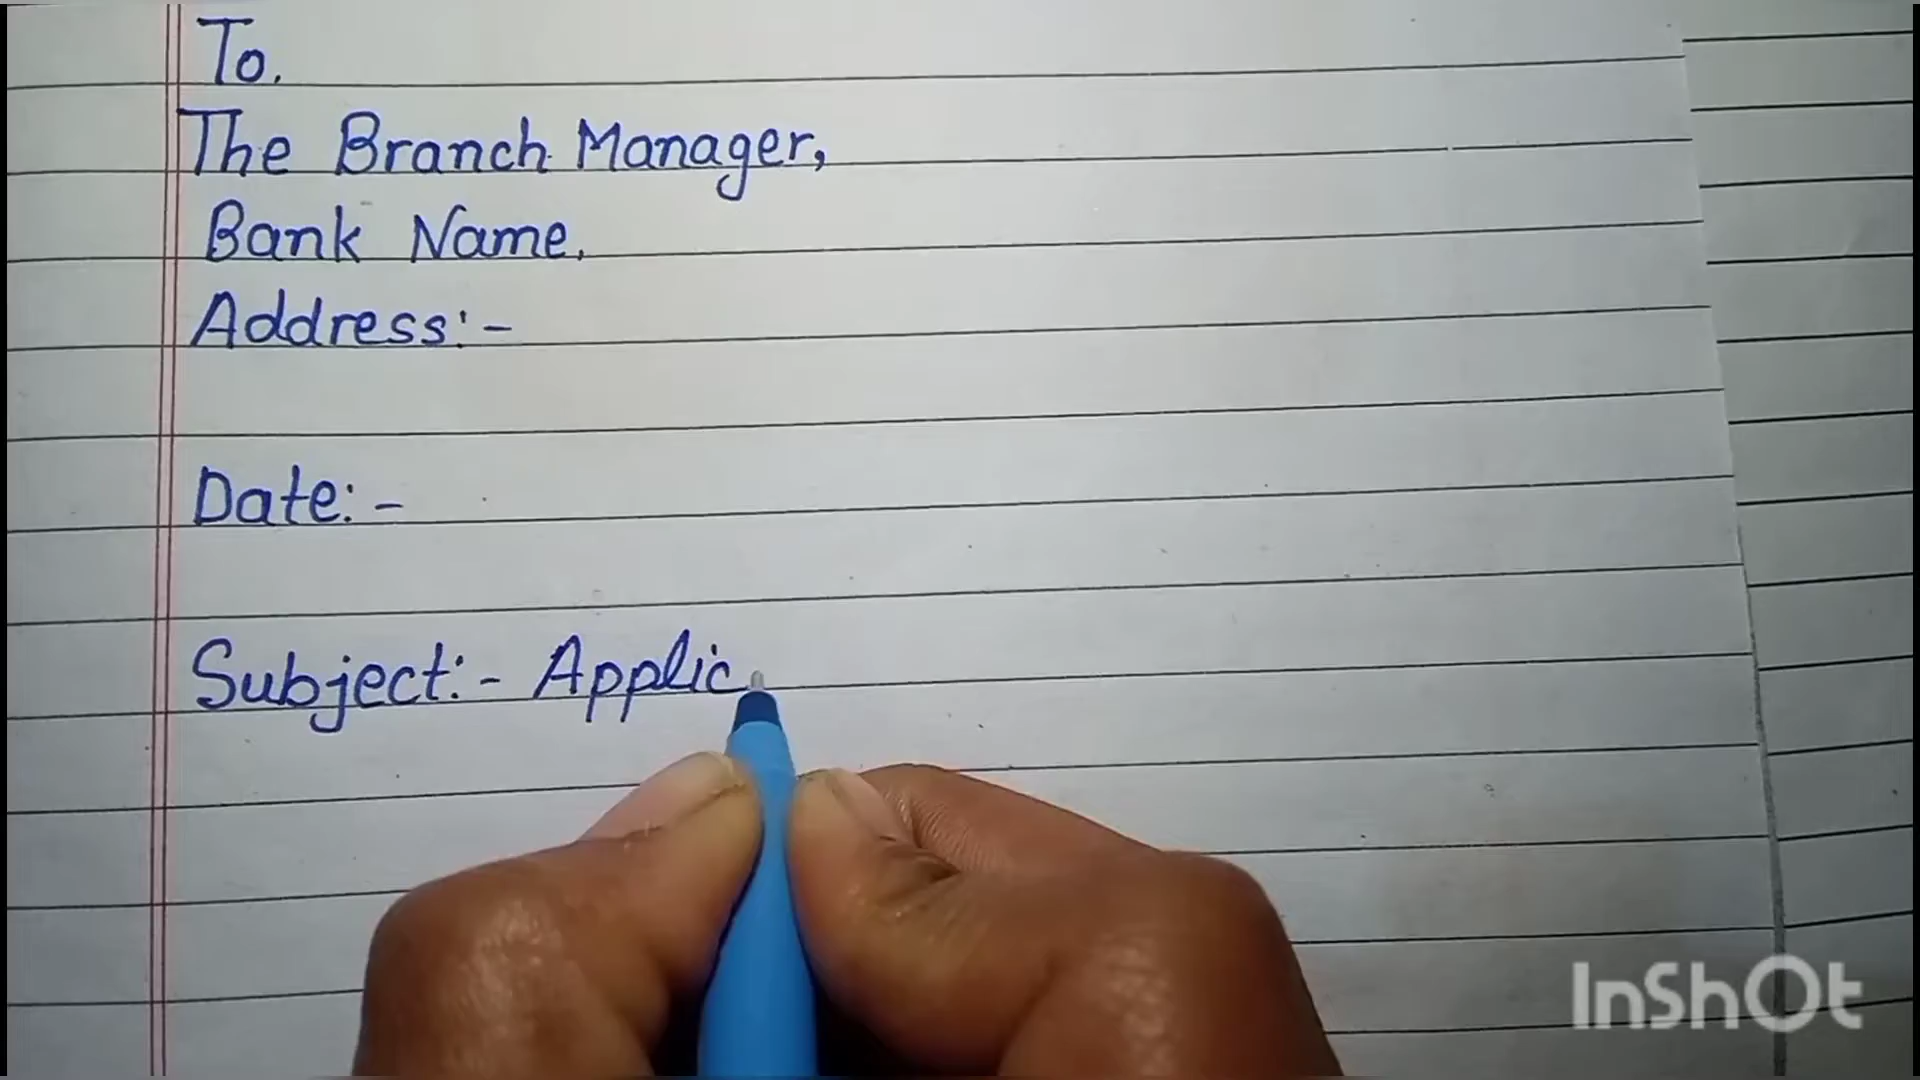 To.
The Branch Manager,
Bank Name.
Address:-
Date:-
Subject:- Applic
InShOt